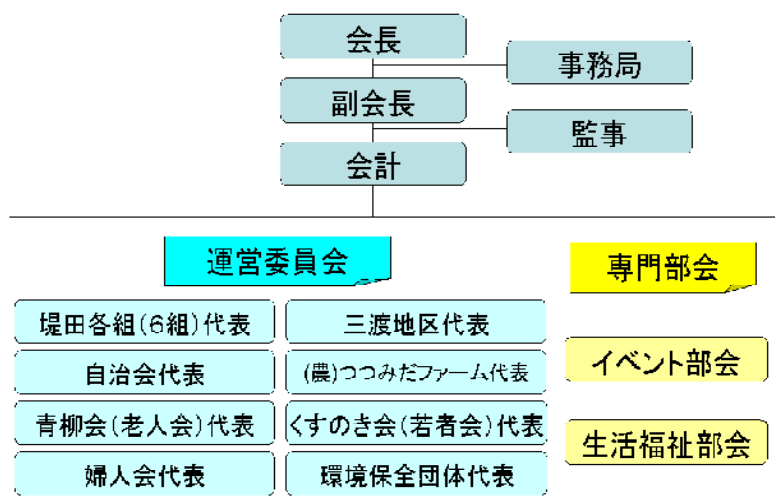 会長
事務局
副会長
監事
会計
運営委員会
専門部会
堤田各組(6組)代表
三渡地区代表
自治会代表
(農)つつみだファーム代表
イベント部会
青柳会(老人会)代表
くすのき会(若者会)代表
生活福祉部会
婦人会代表
環境保全団体代表